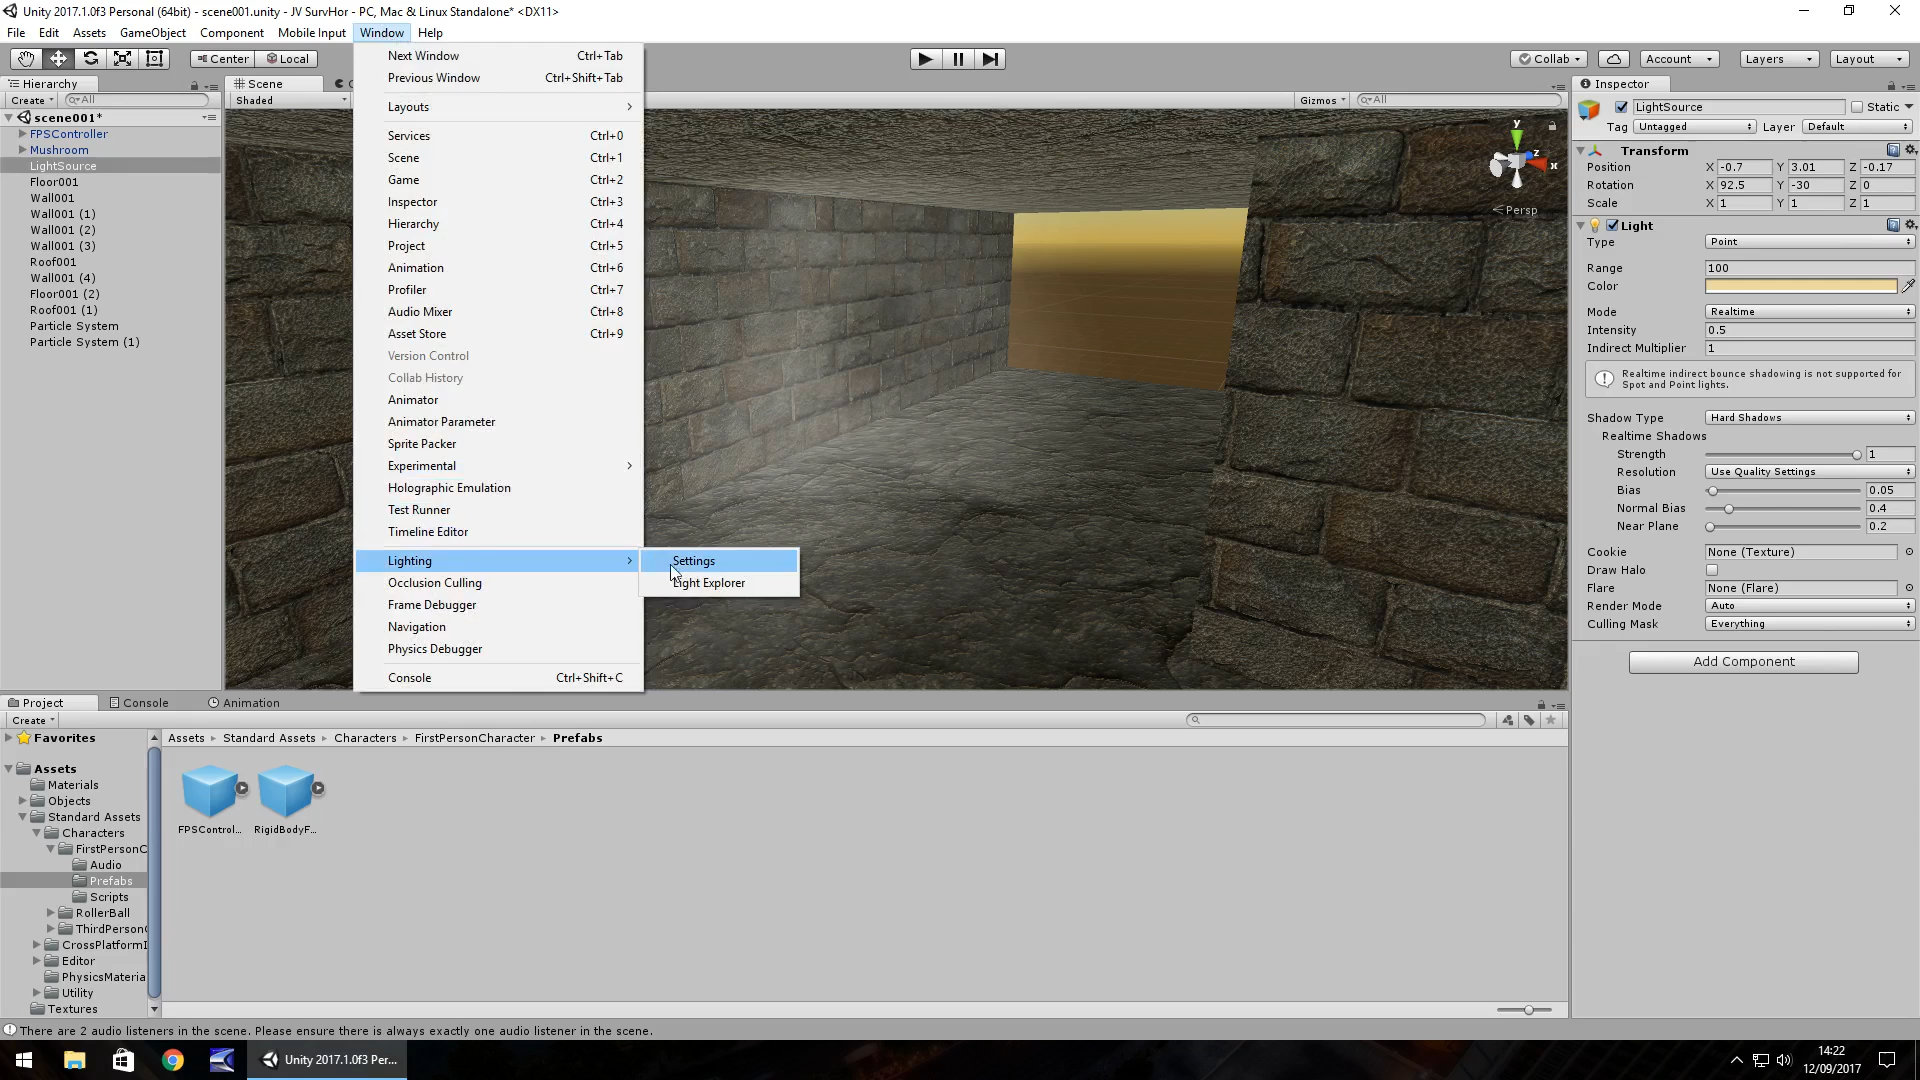 Unity 2017.1.0f3 Personal (64bit) - scene001.unity - JV SurvHor - PC, Mac & Linux Standalone* <DX11>
File Edit Assets GameObject Component Mobile Input Window Help
Center Local
Collab Account Layers Layout
Hierarchy
Create All
scene001*
FPSController
Mushroom
LightSource
Floor001
Wall001
Wall001 (1)
Wall001 (2)
Wall001 (3)
Roof001
Wall001 (4)
Floor001 (2)
Roof001 (1)
Particle System
Particle System (1)
Scene
Shaded
Gizmos All
Next Window Ctrl+Tab
Previous Window Ctrl+Shift+Tab
Layouts
Services Ctrl+0
Scene Ctrl+1
Game Ctrl+2
Inspector Ctrl+3
Hierarchy Ctrl+4
Project Ctrl+5
Animation Ctrl+6
Profiler Ctrl+7
Audio Mixer Ctrl+8
Asset Store Ctrl+9
Version Control
Collab History
Animator
Animator Parameter
Sprite Packer
Experimental
Holographic Emulation
Test Runner
Timeline Editor
Lighting
Occlusion Culling
Frame Debugger
Navigation
Physics Debugger
Console Ctrl+Shift+C
Settings
Light Explorer
y
z
x
Persp
Inspector
LightSource Static
Tag Untagged Layer Default
Transform
Position X -0.7 Y 3.01 Z -0.17
Rotation X 92.5 Y -30 Z 0
Scale X 1 Y 1 Z 1
Light
Type Point
Range 100
Color
Mode Realtime
Intensity 0.5
Indirect Multiplier 1
Realtime indirect bounce shadowing is not supported for
Spot and Point lights.
Shadow Type Hard Shadows
Realtime Shadows
Strength 1
Resolution Use Quality Settings
Bias 0.05
Normal Bias 0.4
Near Plane 0.2
Cookie None (Texture)
Draw Halo
Flare None (Flare)
Render Mode Auto
Culling Mask Everything
Add Component
Project Console Animation
Create
Favorites
Assets
Materials
Objects
Standard Assets
Characters
FirstPersonC
Audio
Prefabs
Scripts
RollerBall
ThirdPersonC
CrossPlatformI
Editor
PhysicsMateria
Utility
Textures
Assets Standard Assets Characters FirstPersonCharacter Prefabs
FPSControl... RigidBodyF...
There are 2 audio listeners in the scene. Please ensure there is always exactly one audio listener in the scene.
Unity 2017.1.0f3 Per...
14:22
12/09/2017